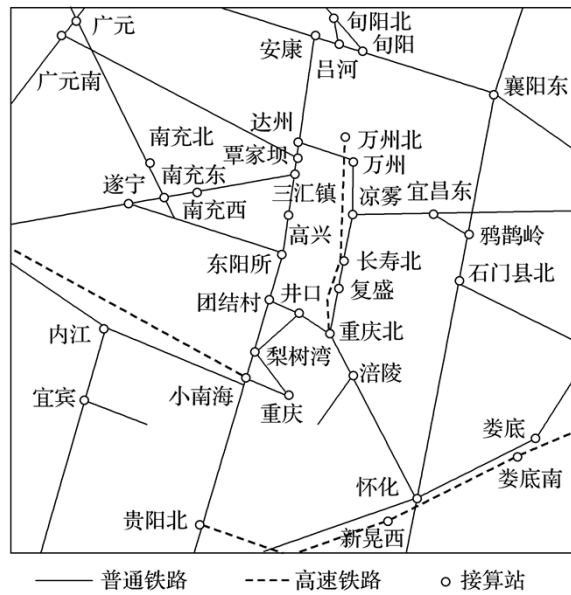 广元
广元南
安康
旬阳北
旬阳
吕河
襄阳东
达州
覃家坝
万州北
万州
南充北
南充东
遂宁
南充西
三汇镇
凉雾
宜昌东
高兴
鸦鹊岭
东阳所
长寿北
石门县北
复盛
团结村
井口
内江
重庆北
梨树湾
涪陵
小南海
重庆
宜宾
娄底
娄底南
怀化
贵阳北
新晃西
普通铁路 高速铁路 接算站